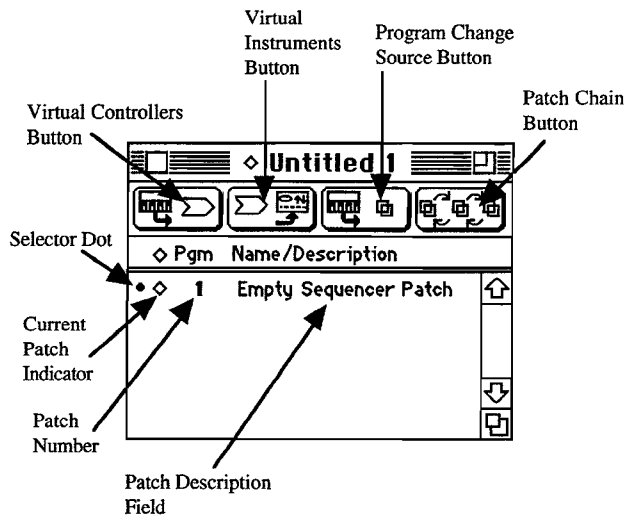 Virtual
Instruments
Button
Program Change
Source Button
Virtual Controllers
Button
Patch Chain
Button
Untitled 1
Selector Dot
Pgm Name/Description
1 Empty Sequencer Patch
Current
Patch
Indicator
Patch
Number
Patch Description
Field